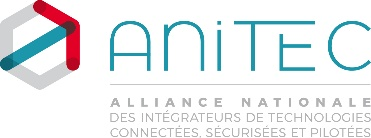 ANiTEC
ALLIANCE NATIONALE
DES INTÉGRATEURS DE TECHNOLOGIES
CONNECTÉES, SÉCURISÉES ET PILOTÉES